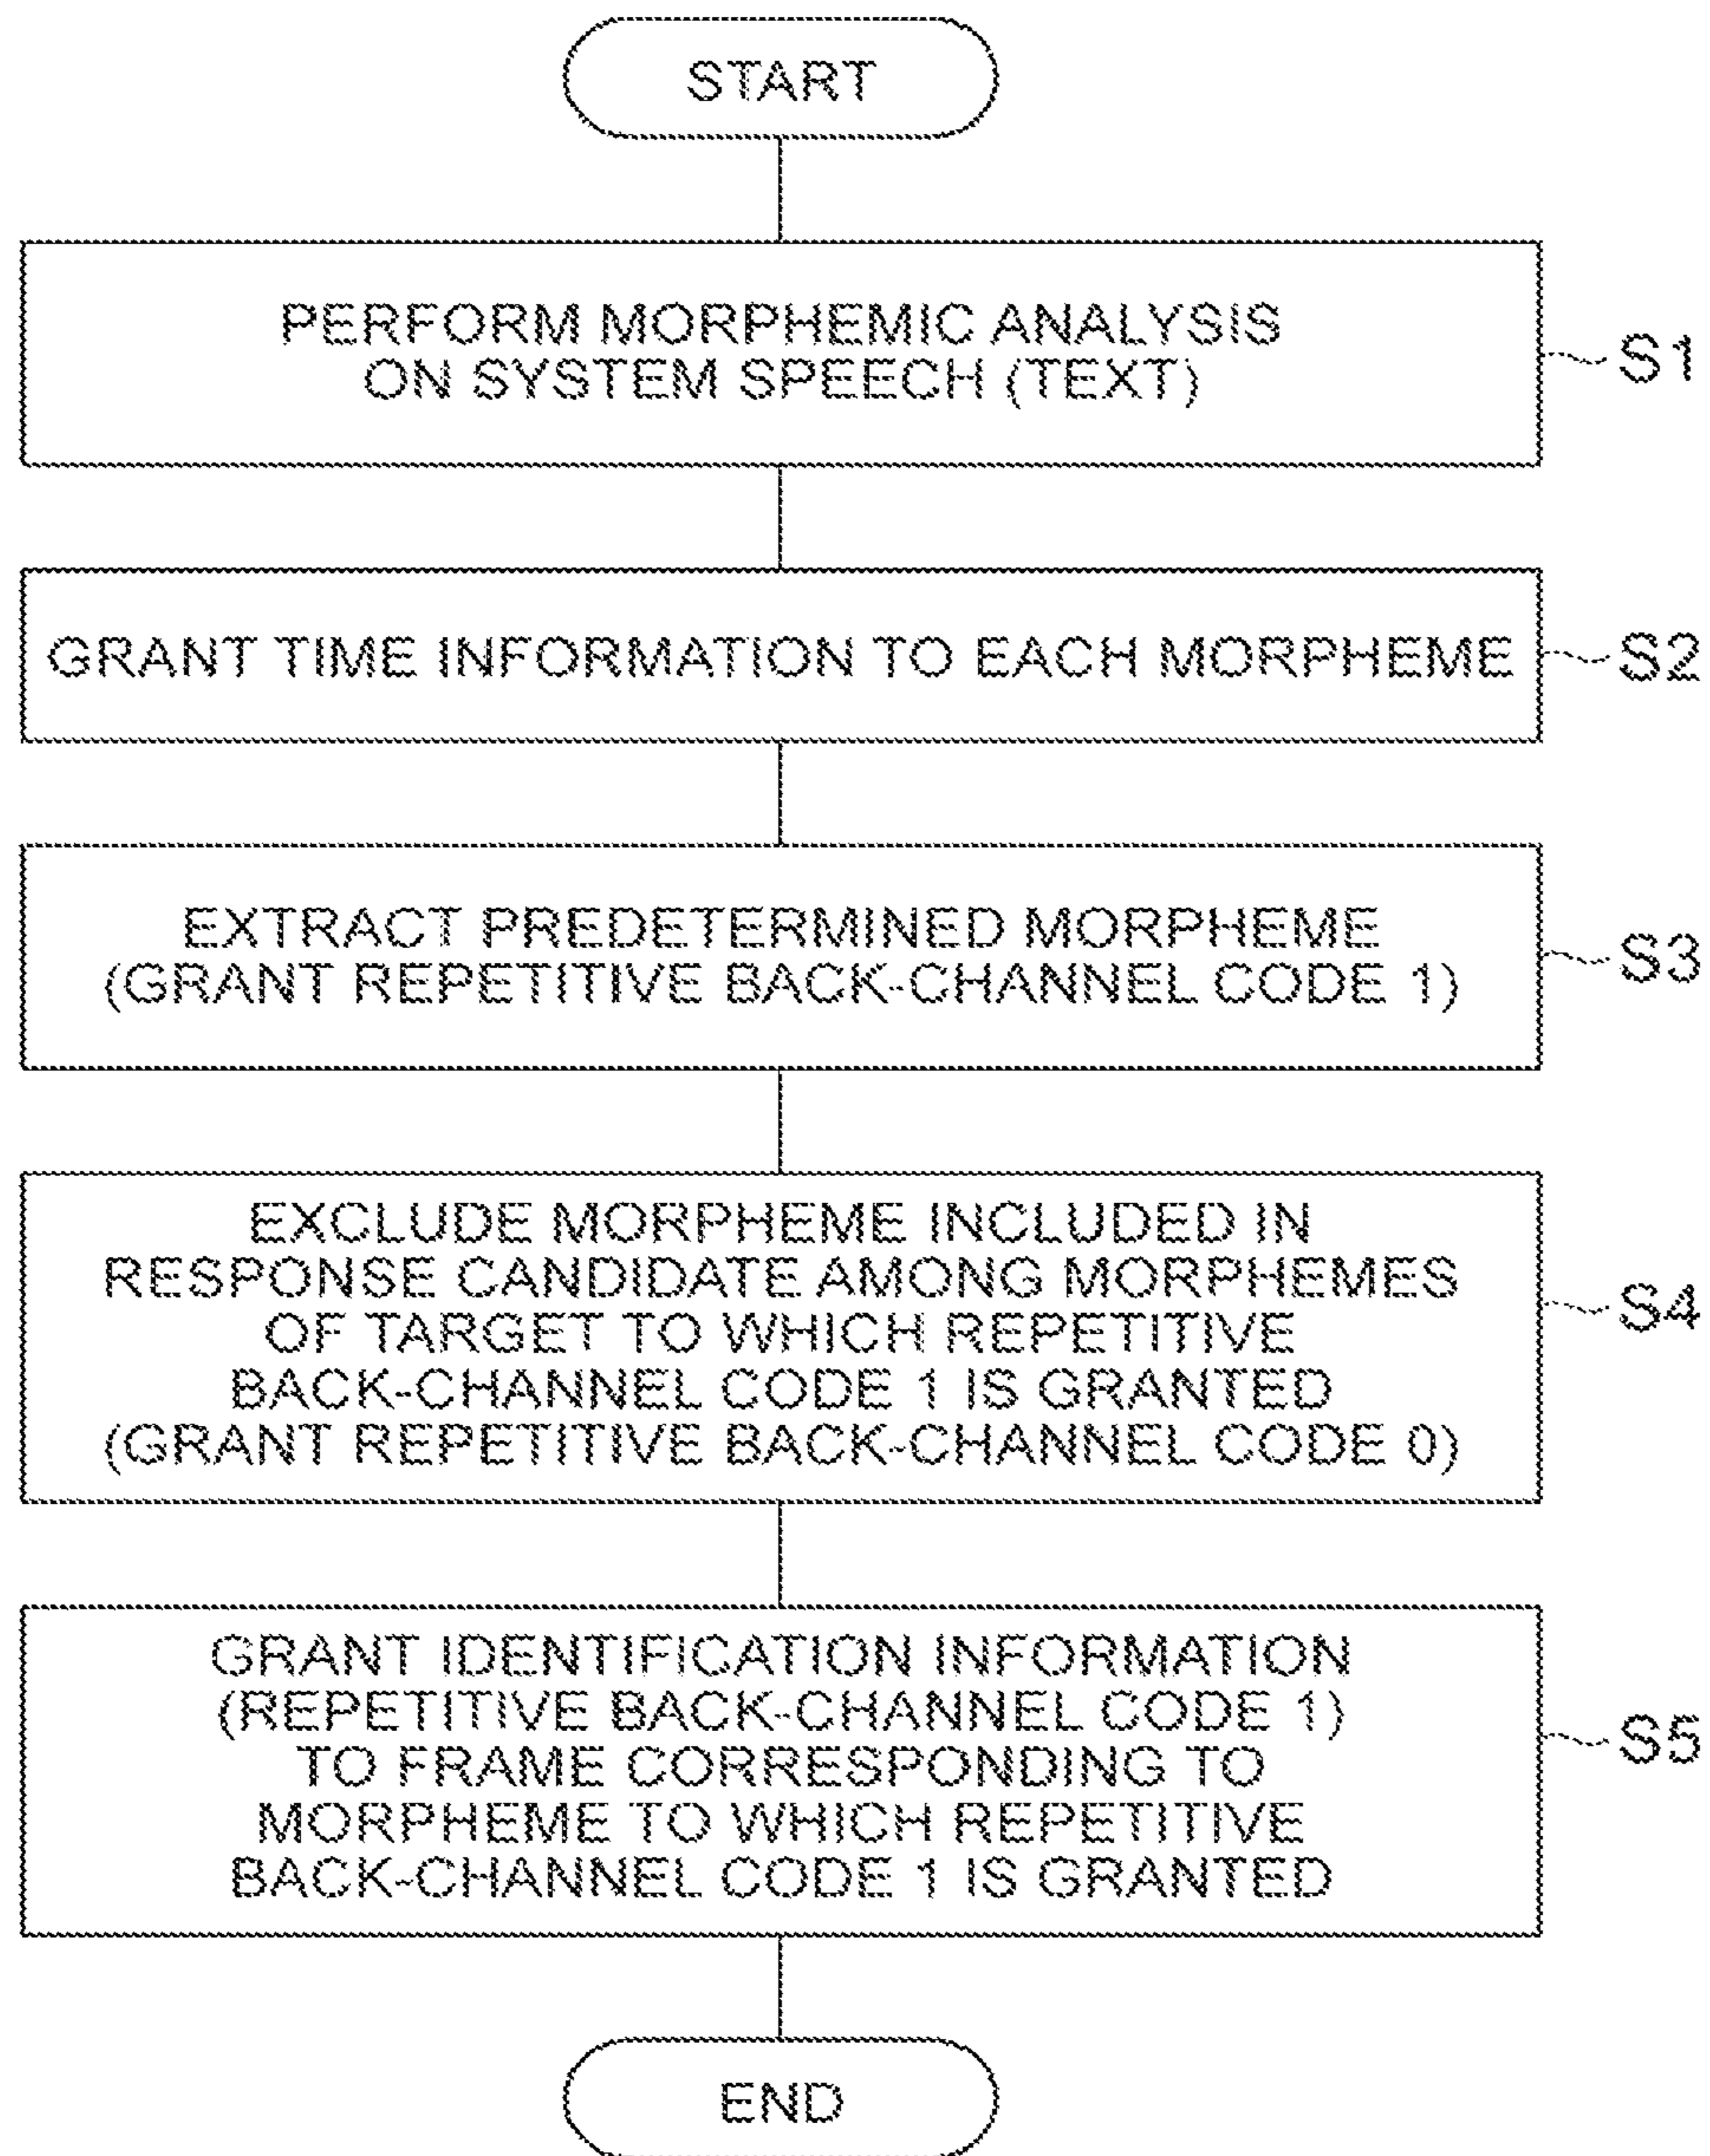 START
PERFORM MORPHEMIC ANALYSIS
ON SYSTEM SPEECH (TEXT)
S1
GRANT TIME INFORMATION TO EACH MORPHEME
S2
EXTRACT PREDETERMINED MORPHEME
(GRANT REPETITIVE BACK-CHANNEL CODE 1)
S3
EXCLUDE MORPHEME INCLUDED IN
RESPONSE CANDIDATE AMONG MORPHEMES
OF TARGET TO WHICH REPETITIVE
BACK-CHANNEL CODE 1 IS GRANTED
(GRANT REPETITIVE BACK-CHANNEL CODE 0)
S4
GRANT IDENTIFICATION INFORMATION
(REPETITIVE BACK-CHANNEL CODE 1)
TO FRAME CORRESPONDING TO
MORPHEME TO WHICH REPETITIVE
BACK-CHANNEL CODE 1 IS GRANTED
S5
END